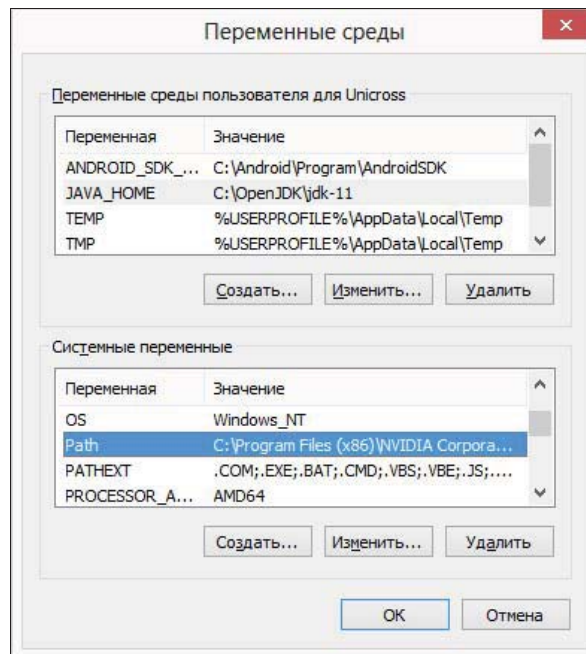 Переменные среды
Переменные среды пользователя для Unicross
Переменная Значение
ANDROID_SDK_... C:\Android\Program\AndroidSDK
JAVA_HOME C:\OpenJDK\jdk-11
TEMP %USERPROFILE%\AppData\Local\Temp
TMP %USERPROFILE%\AppData\Local\Temp
Создать... Изменить... Удалить
Системные переменные
Переменная Значение
OS Windows_NT
Path C:\Program Files (x86)\NVIDIA Corpora...
PATHEXT .COM;.EXE;.BAT;.CMD;.VBS;.VBE;.JS;....
PROCESSOR_A... AMD64
Создать... Изменить... Удалить
ОК Отмена